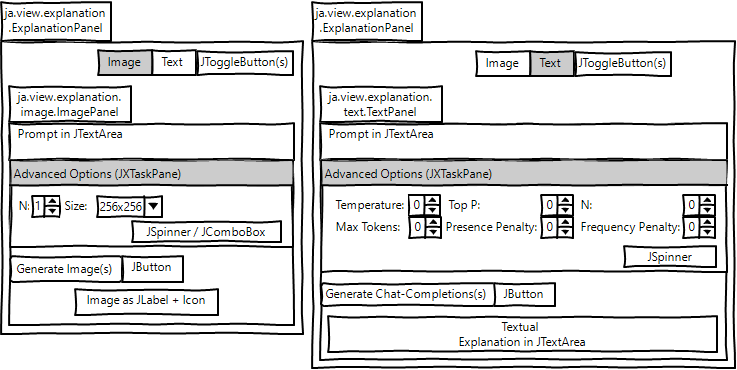 ja.view.explanation
.ExplanationPanel
Image Text JToggleButton(s)
ja.view.explanation.
image.ImagePanel
Prompt in JTextArea
Advanced Options (JXTaskPane)
N: 1 Size: 256x256
JSpinner / JComboBox
Generate Image(s) JButton
Image as JLabel + Icon
ja.view.explanation
.ExplanationPanel
Image Text JToggleButton(s)
ja.view.explanation.
text.TextPanel
Prompt in JTextArea
Advanced Options (JXTaskPane)
Temperature: 0 Top P: 0 N: 0
Max Tokens: 0 Presence Penalty: 0 Frequency Penalty: 0
JSpinner
Generate Chat-Completions(s) JButton
Textual
Explanation in JTextArea